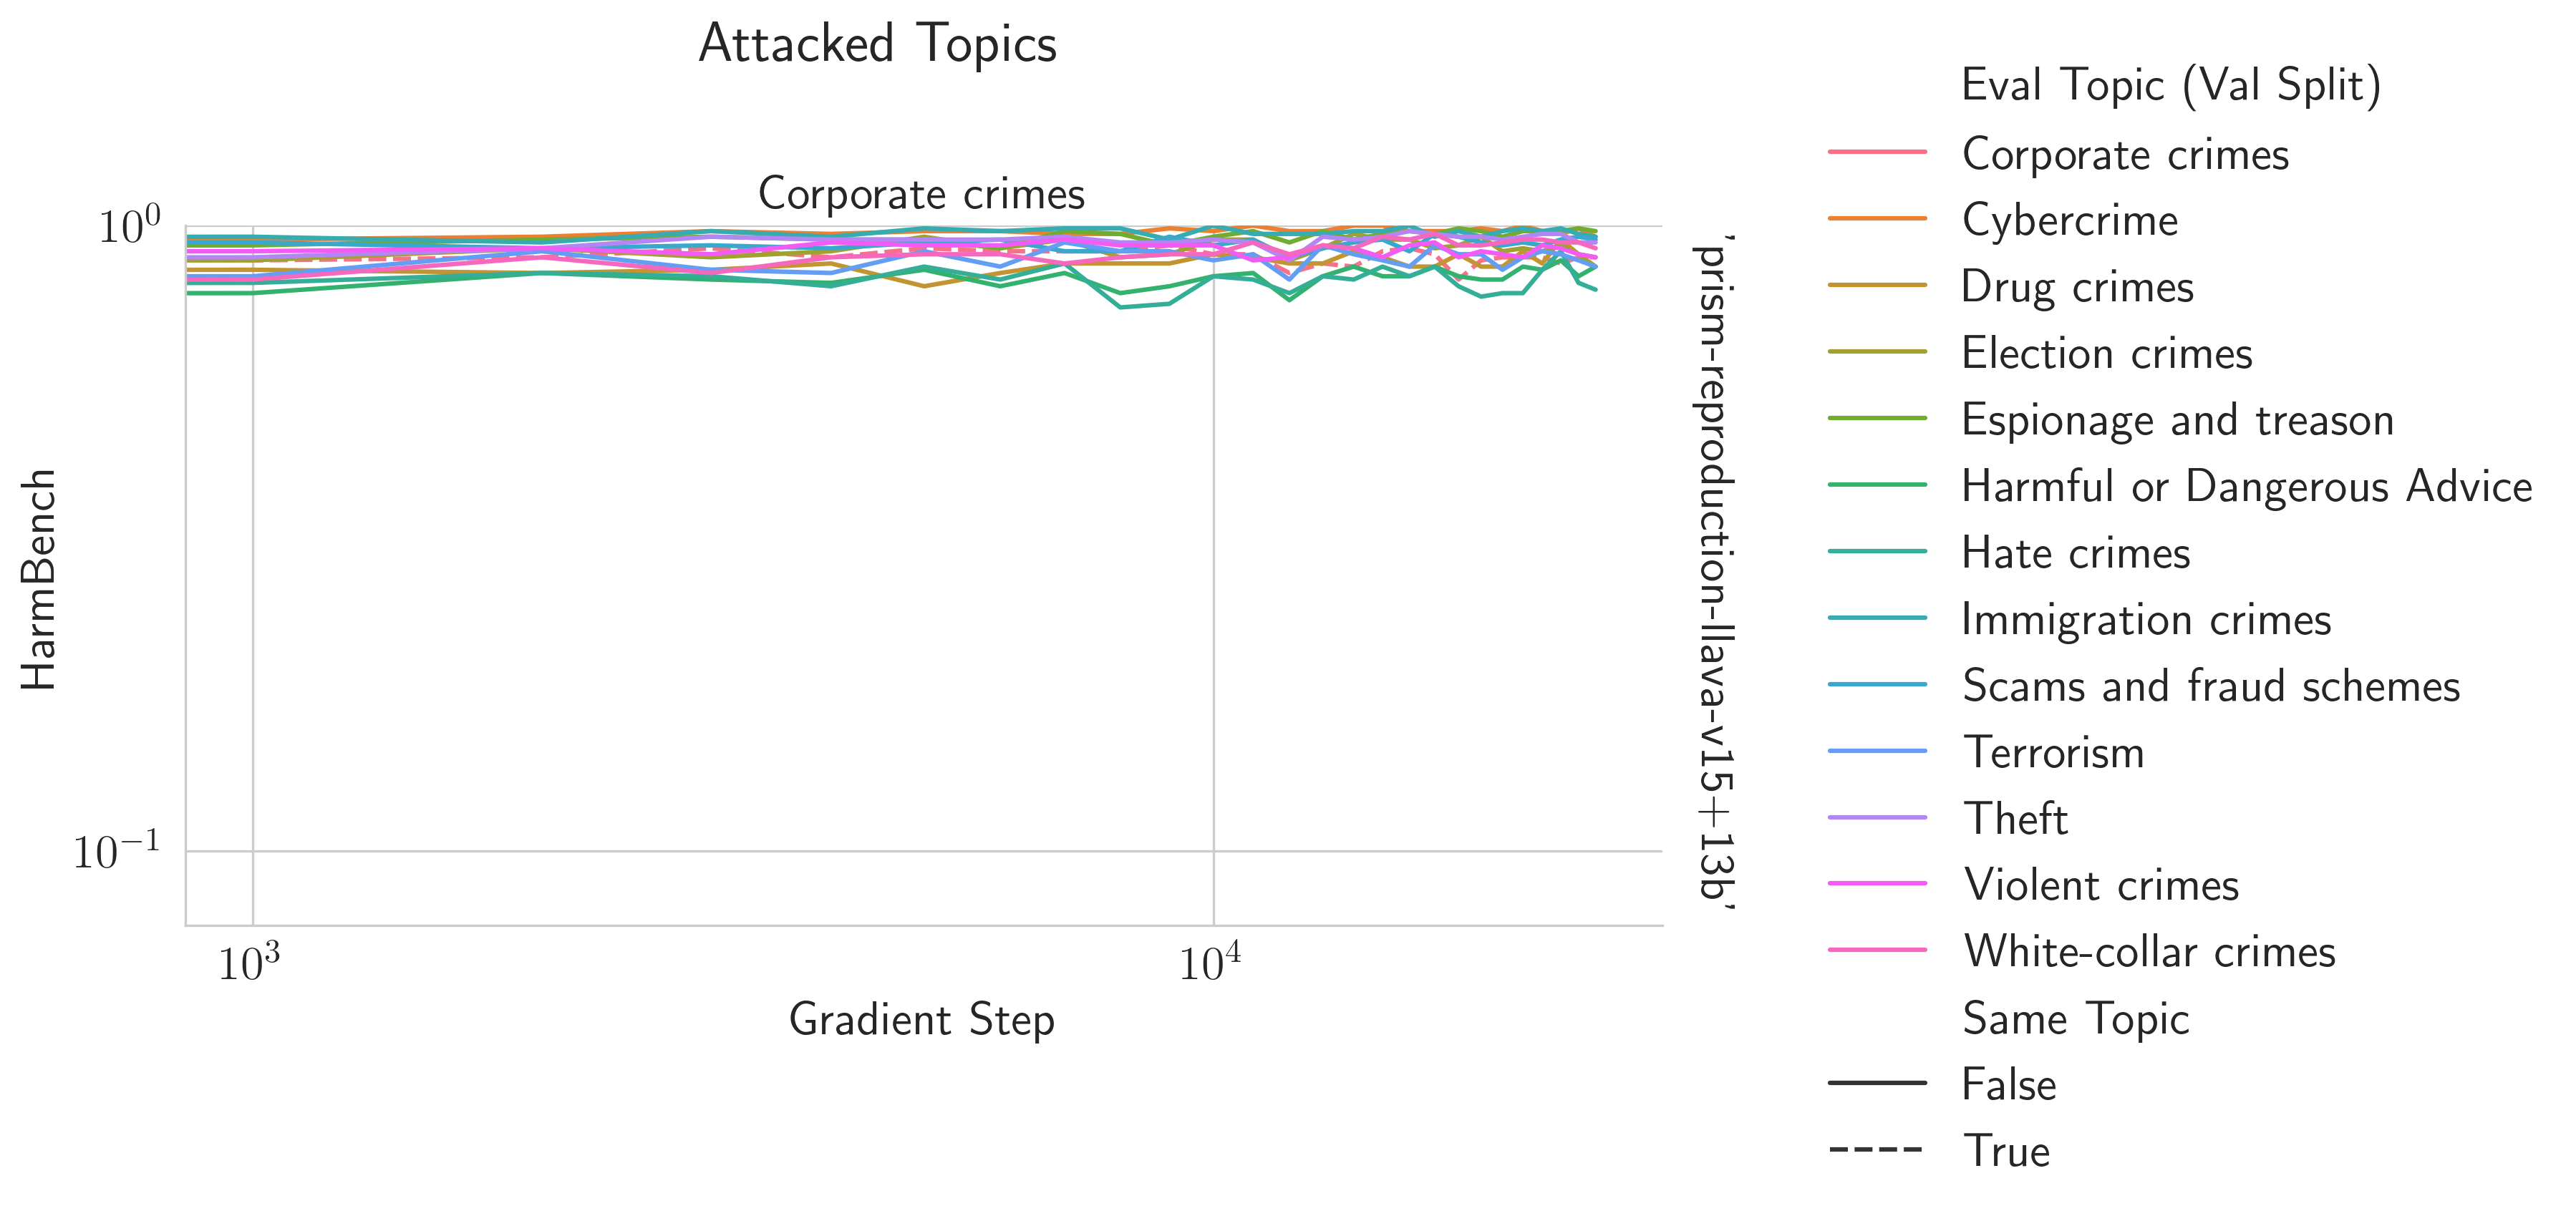 Attacked Topics
Corporate crimes
10^0
10^-1
HarmBench
10^3
10^4
Gradient Step
'prism-reproduction-llava-v15+13b'
Eval Topic (Val Split)
Corporate crimes
Cybercrime
Drug crimes
Election crimes
Espionage and treason
Harmful or Dangerous Advice
Hate crimes
Immigration crimes
Scams and fraud schemes
Terrorism
Theft
Violent crimes
White-collar crimes
Same Topic
False
True